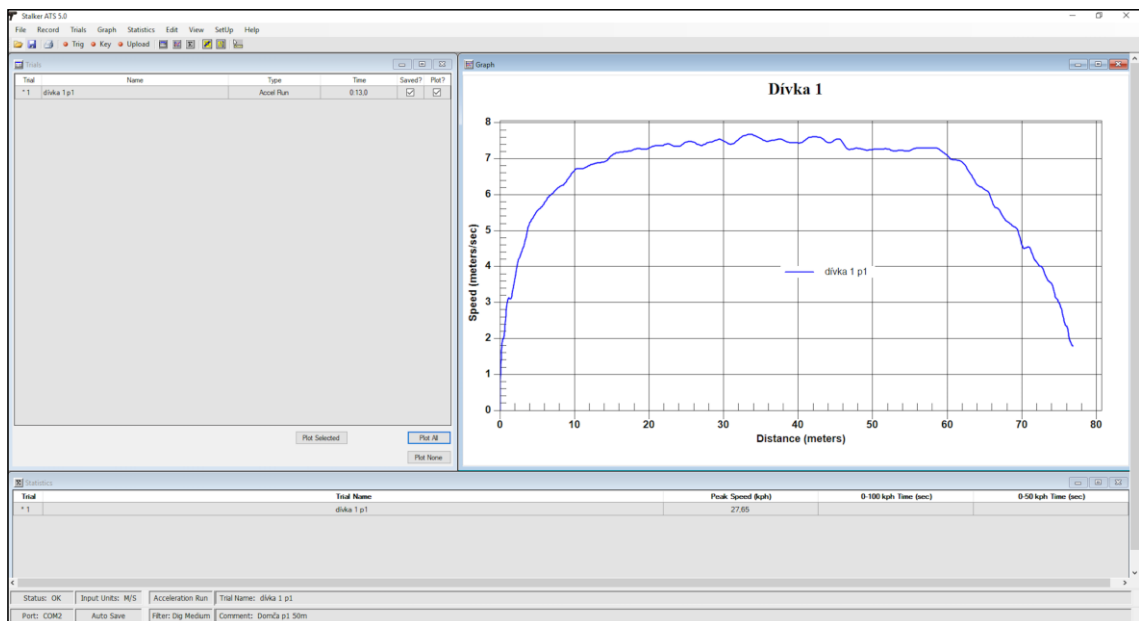 Stalker ATS 5.0
File Record Trials Graph Statistics Edit View SetUp Help
Trig Key Upload
Trials
Trial Name Type Time Saved? Plot?
* 1 dívka 1p1 Accel Run 0:13,0
Plot Selected Plot All
Plot None
Graph
Dívka 1
8
7
6
5
4
3
2
1
0
Speed (meters/sec)
dívka 1 p1
0 10 20 30 40 50 60 70 80
Distance (meters)
Statistics
Trial Trial Name Peak Speed (kph) 0-100 kph Time (sec) 0-50 kph Time (sec)
* 1 dívka 1 p1 27,65
Status: OK Input Units: M/S Acceleration Run Trial Name: dívka 1 p1
Port: COM2 Auto Save Filter: Dig Medium Comment: Domča p1 50m